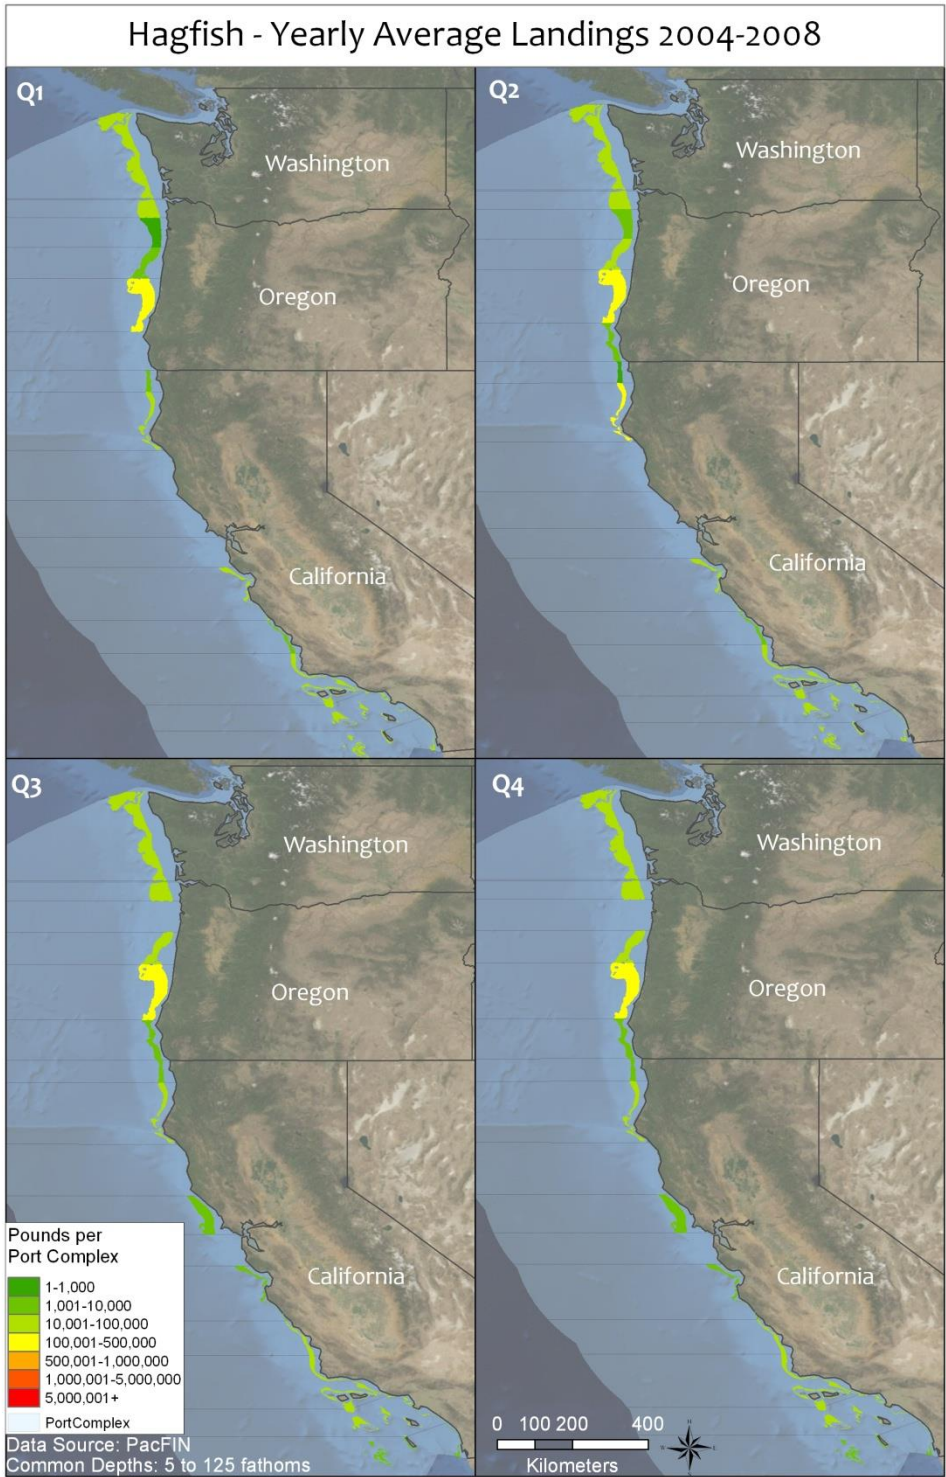 Hagfish - Yearly Average Landings 2004-2008
Q1
Washington
Oregon
California
Q2
Washington
Oregon
California
Q3
Washington
Oregon
California
Q4
Washington
Oregon
California
Pounds per
Port Complex
1-1,000
1,001-10,000
10,001-100,000
100,001-500,000
500,001-1,000,000
1,000,001-5,000,000
5,000,001+
PortComplex
Data Source: PacFIN
Common Depths: 5 to 125 fathoms
0 100 200 400
Kilometers